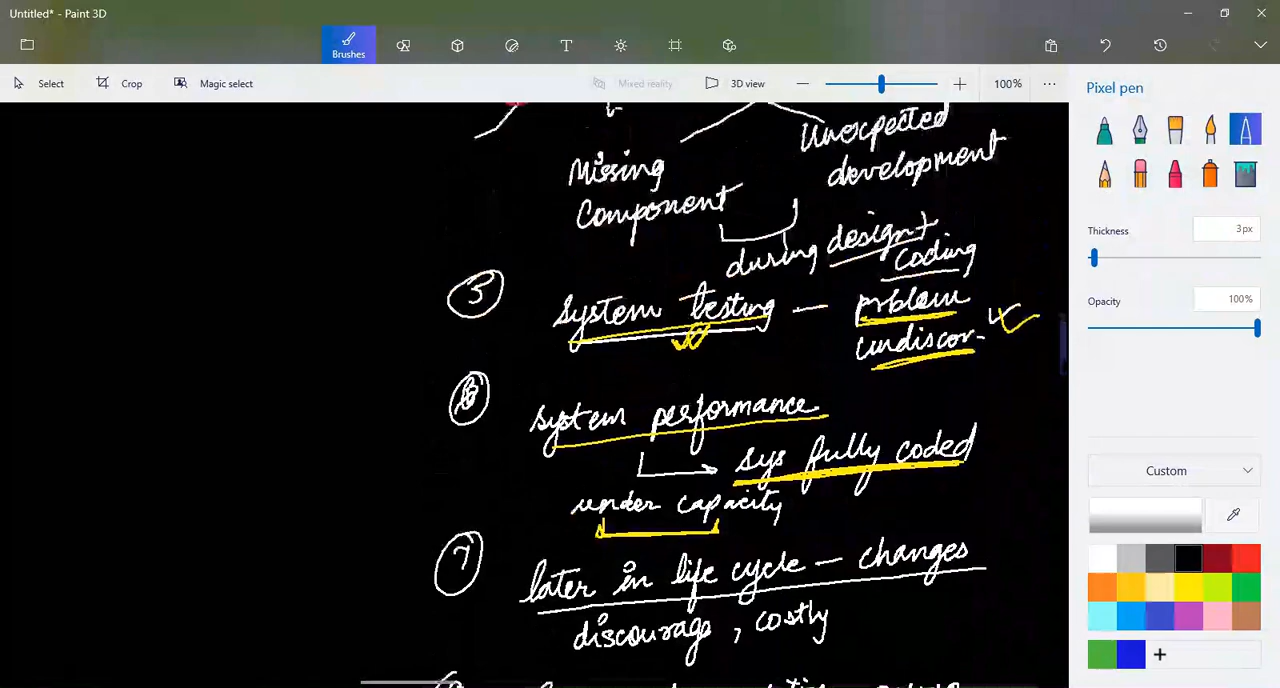 Untitled* - Paint 3D
Brushes
Select
Crop
Magic select
Mixed reality
3D view
100%
Pixel pen
Thickness
3px
Opacity
100%
Custom
Unexpected
development
Missing
Component
during design +
coding
5 system testing — problem
undiscor-
6 system performance
sys fully coded
under capacity
7 later in life cycle — changes
discourage, costly